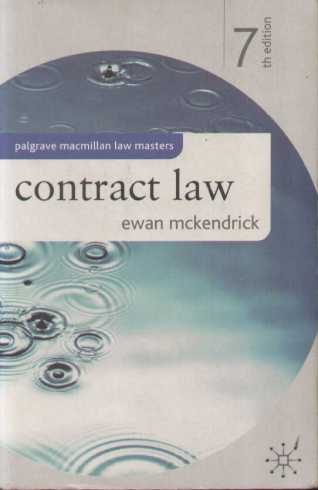 7
th edition
palgrave macmillan law masters
contract law
ewan mckendrick